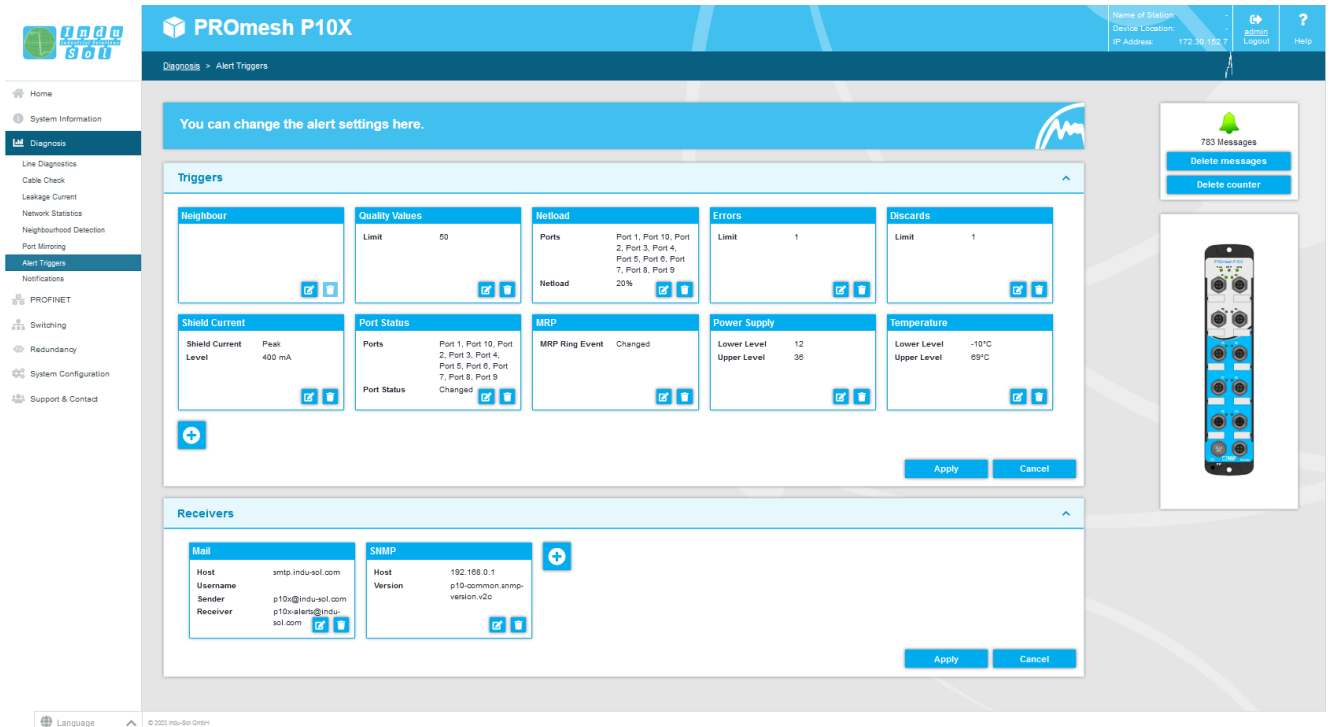 Indu
Industrial Solutions
Sol
PROmesh P10X
Name of Station: -
Device Location: -
IP Address: 172.30.152.7
admin
Logout
?
Help
Diagnosis > Alert Triggers
Home
System Information
Diagnosis
Line Diagnostics
Cable Check
Leakage Current
Network Statistics
Neighbourhood Detection
Port Mirroring
Alert Triggers
Notifications
PROFINET
Switching
Redundancy
System Configuration
Support & Contact
You can change the alert settings here.
Triggers
Neighbour
Quality Values
Limit 50
Netload
Ports Port 1, Port 10, Port
2, Port 3, Port 4,
Port 5, Port 6, Port
7, Port 8, Port 9
Netload 20%
Errors
Limit 1
Discards
Limit 1
Shield Current
Shield Current Peak
Level 400 mA
Port Status
Ports Port 1, Port 10, Port
2, Port 3, Port 4,
Port 5, Port 6, Port
7, Port 8, Port 9
Port Status Changed
MRP
MRP Ring Event Changed
Power Supply
Lower Level 12
Upper Level 36
Temperature
Lower Level -10°C
Upper Level 69°C
Apply
Cancel
Receivers
Mail
Host smtp.indu-sol.com
Username
Sender p10x@indu-sol.com
Receiver p10x-alerts@indu-
sol.com
SNMP
Host 192.168.0.1
Version p10-common.snmp-
version.v2c
Apply
Cancel
783 Messages
Delete messages
Delete counter
PROmesh P10X
Language
© 2023 Indu-Sol GmbH